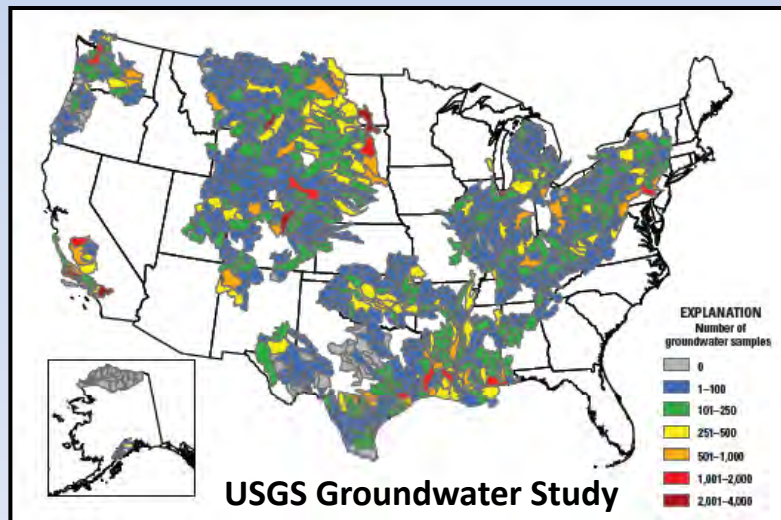 EXPLANATION
Number of
groundwater samples
0
1–100
101–250
251–500
501–1,000
1,001–2,000
2,001–4,000
USGS Groundwater Study